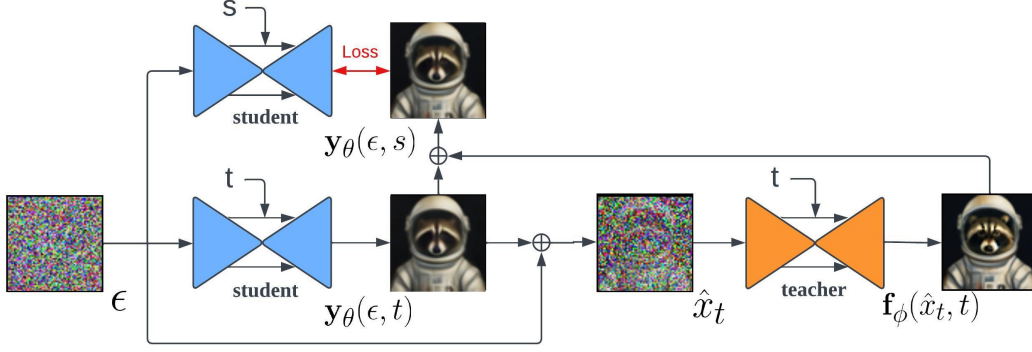 s
Loss
student
𝐲_θ(ϵ, s)
t
t
ϵ
student
𝐲_θ(ϵ, t)
x̂_t
teacher
𝐟_ϕ(x̂_t, t)